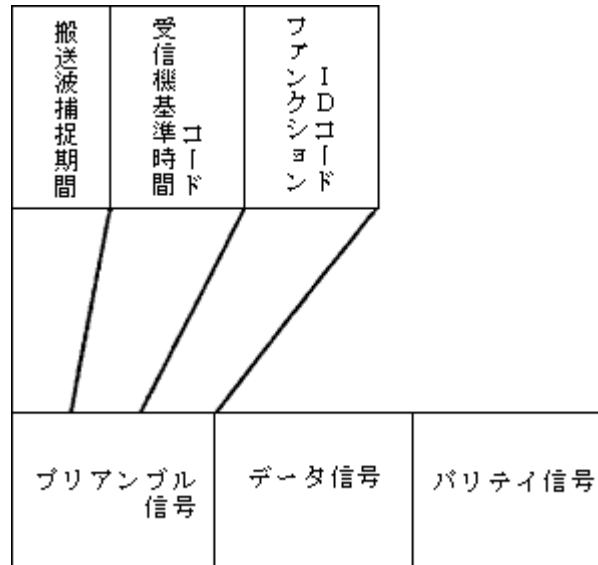 搬送波捕捉期間
受信機基準時間
コード
ファンクション
IDコード
プリアンブル
信号
データ信号
パリティ信号